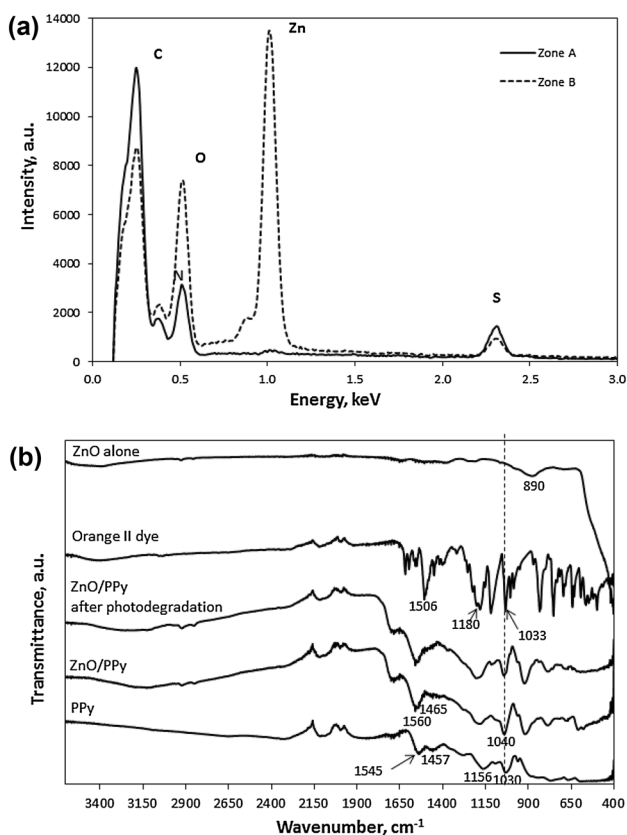 (a)
14000
12000
10000
8000
6000
4000
2000
0
Intensity, a.u.
C
O
N
Zn
S
Zone A
Zone B
0.0 0.5 1.0 1.5 2.0 2.5 3.0
Energy, keV
(b)
ZnO alone
890
Orange II dye
1506
1180
1033
ZnO/PPy
after photodegradation
ZnO/PPy
1465
1560
1040
PPy
1545
1457
1156
1030
Transmittance, a.u.
3400 2900 2650 2400 2150 1900 1650 1400 1150 900 650 400
Wavenumber, cm-1